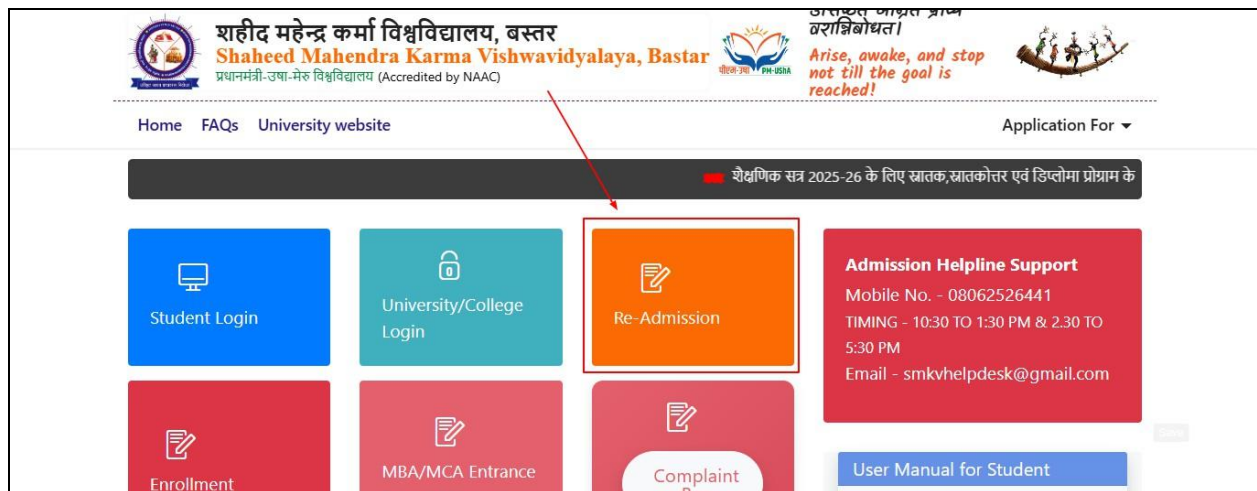 शहीद महेन्द्र कर्मा विश्वविद्यालय, बस्तर
Shaheed Mahendra Karma Vishwavidyalaya, Bastar
प्रधानमंत्री-उषा-मेरु विश्वविद्यालय (Accredited by NAAC)
पीएम-उषा PM-USHA
वरान्निबोधत।
Arise, awake, and stop
not till the goal is
reached!
Home FAQs University website
Application For
शैक्षणिक सत्र 2025-26 के लिए स्नातक,स्नातकोत्तर एवं डिप्लोमा प्रोग्राम के
Student Login
University/College
Login
Re-Admission
Admission Helpline Support
Mobile No. - 08062526441
TIMING - 10:30 TO 1:30 PM & 2.30 TO
5:30 PM
Email - smkvhelpdesk@gmail.com
Enrollment
MBA/MCA Entrance
Complaint
User Manual for Student